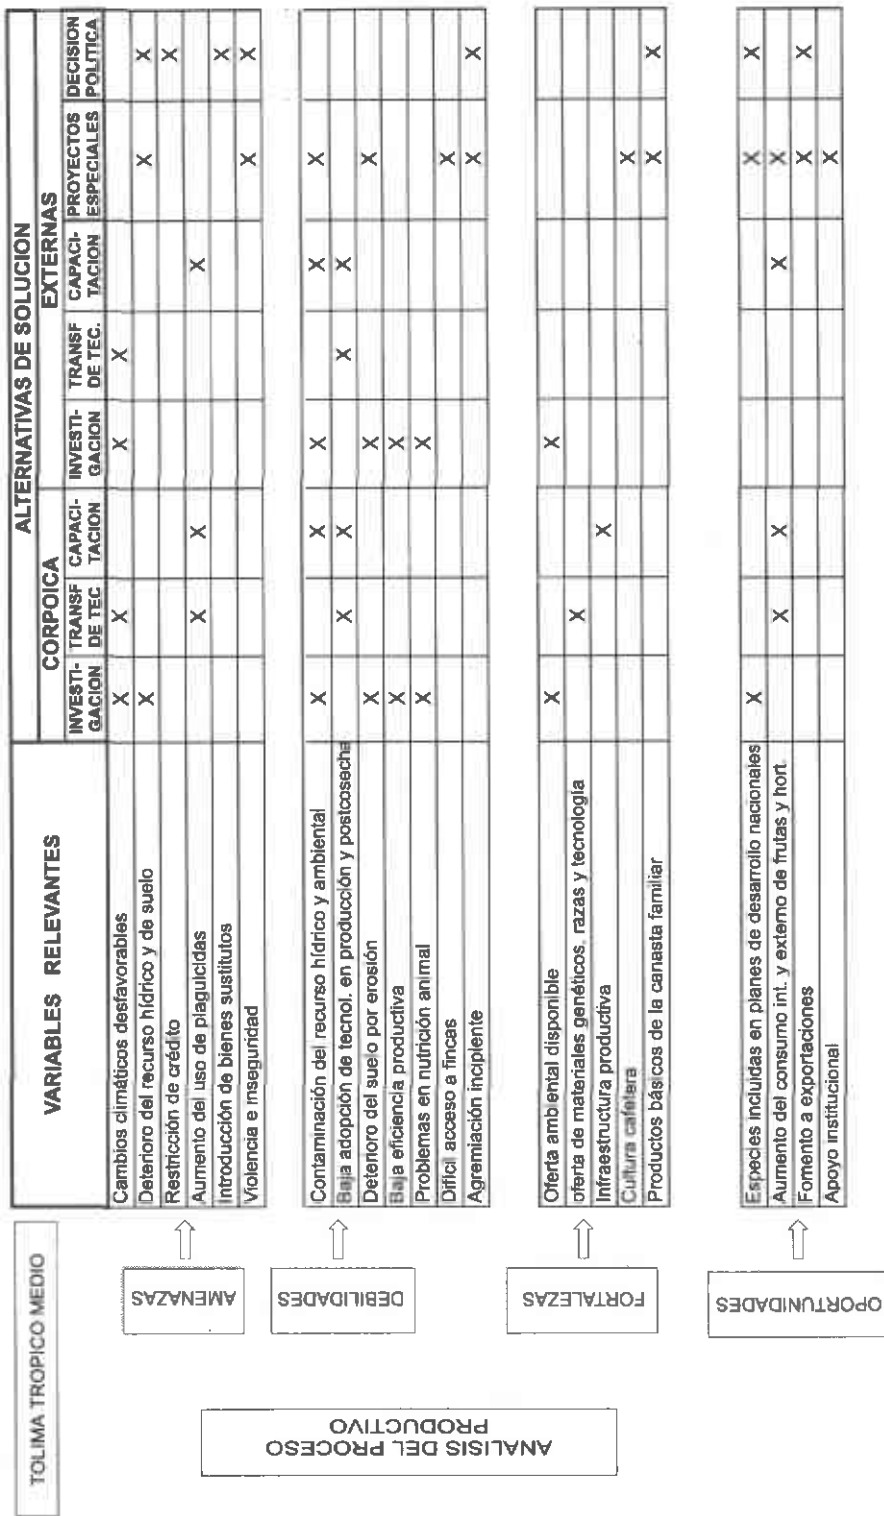 TOLIMA TROPICO MEDIO
ANALISIS DEL PROCESO
PRODUCTIVO
VARIABLES RELEVANTES
ALTERNATIVAS DE SOLUCION
CORPOICA EXTERNAS
INVESTI- TRANSF CAPACI- INVESTI- TRANSF CAPACI- PROYECTOS DECISION
GACION DE TEC TACION GACION DE TEC. TACION ESPECIALES POLITICA
AMENAZAS
Cambios climáticos desfavorables X X X X
Deterioro del recurso hídrico y de suelo X X X
Restricción de crédito X
Aumento del uso de plaguicidas X X X
Introducción de bienes sustitutos X
Violencia e inseguridad X X
DEBILIDADES
Contaminación del recurso hídrico y ambiental X X X X X
Baja adopción de tecnol. en producción y postcosecha X X X X
Deterioro del suelo por erosión X X X
Baja eficiencia productiva X X
Problemas en nutrición animal X X
Dificil acceso a fincas X
Agremiación incipiente X X
FORTALEZAS
Oferta ambiental disponible X X
oferta de materiales genéticos, razas y tecnología X
Infraestructura productiva X
Cultura cafetera X
Productos básicos de la canasta familiar X X
OPORTUNIDADES
Especies incluidas en planes de desarrollo nacionales X X X
Aumento del consumo int. y externo de frutas y hort. X X X X
Fomento a exportaciones X X
Apoyo institucional X